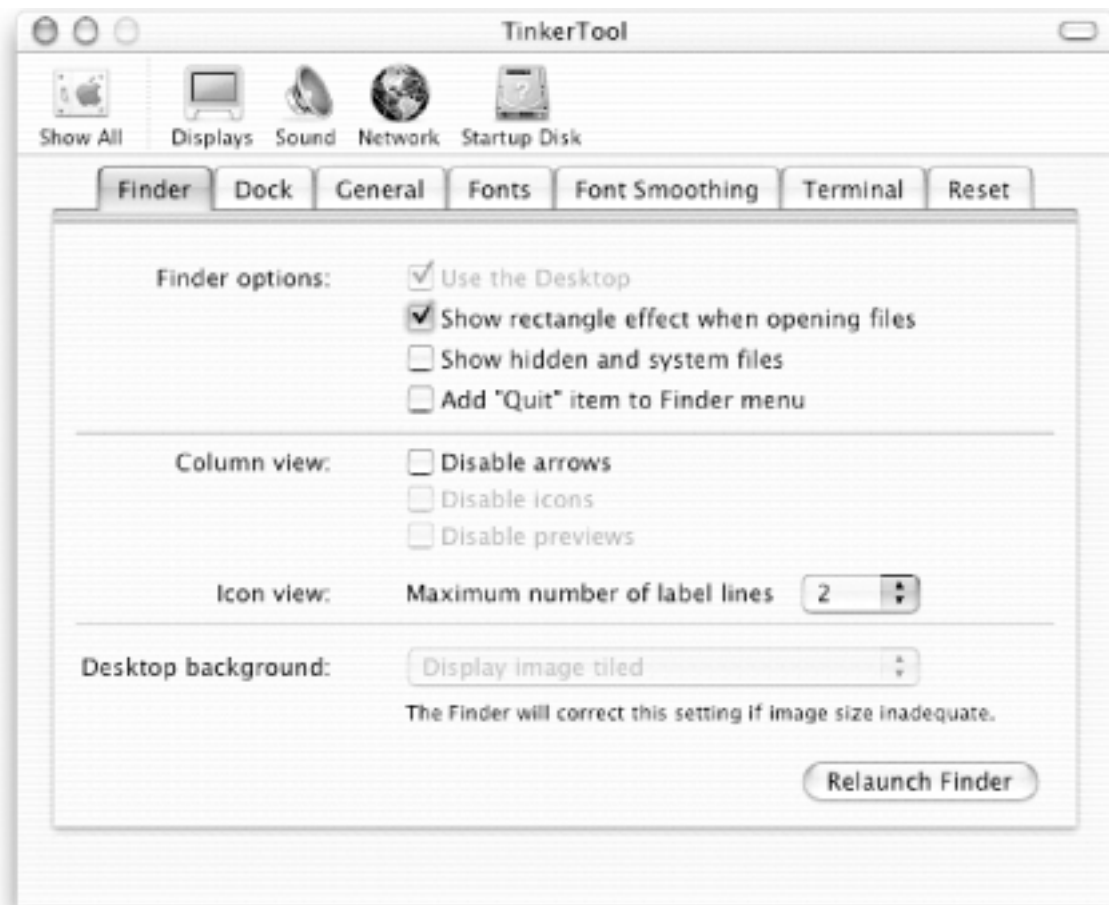 TinkerTool
Show All Displays Sound Network Startup Disk
Finder Dock General Fonts Font Smoothing Terminal Reset
Finder options: Use the Desktop
Show rectangle effect when opening files
Show hidden and system files
Add "Quit" item to Finder menu
Column view: Disable arrows
Disable icons
Disable previews
Icon view: Maximum number of label lines 2
Desktop background: Display image tiled
The Finder will correct this setting if image size inadequate.
Relaunch Finder